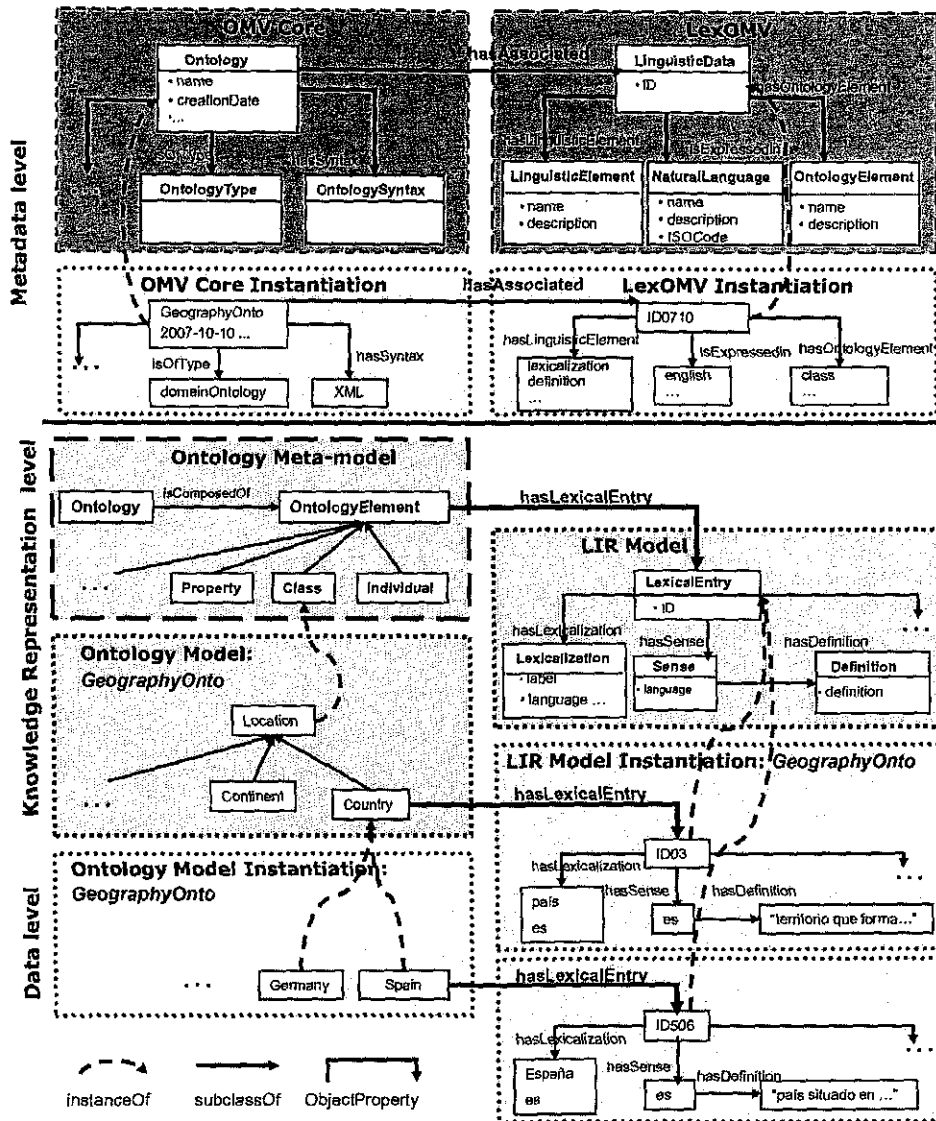 OMV Core
Ontology
• name
• creationDate
•...
hasSyntax
OntologyType
OntologySyntax
hasAssociated
LexOMV
LinguisticData
• ID
hasOntologyElement
hasLinguisticElement
isExpressedIn
LinguisticElement
• name
• description
NaturalLanguage
• name
• description
• ISOCode
OntologyElement
• name
• description
Metadata level
OMV Core Instantiation
GeographyOnto
2007-10-10 ...
...
isOfType
hasSyntax
domainOntology
XML
HasAssociated
LexOMV Instantiation
ID0710
hasLinguisticElement
isExpressedIn
hasOntologyElement
lexicalization
definition
...
english
...
class
...
Knowledge Representation level
Ontology Meta-model
Ontology
isComposedOf
OntologyElement
hasLexicalEntry
...
Property
Class
Individual
LIR Model
LexicalEntry
• ID
...
hasLexicalization
hasSense
hasDefinition
Lexicalization
• label
• language ...
Sense
• language
Definition
• definition
Ontology Model:
GeographyOnto
Location
...
Continent
Country
hasLexicalEntry
LIR Model Instantiation: GeographyOnto
ID03
...
hasLexicalization
hasSense
hasDefinition
país
es
es
"territorio que forma..."
Data level
Ontology Model Instantiation:
GeographyOnto
...
Germany
Spain
hasLexicalEntry
ID506
...
hasLexicalization
hasSense
hasDefinition
España
es
es
"país situado en ..."
instanceOf
subclassOf
ObjectProperty